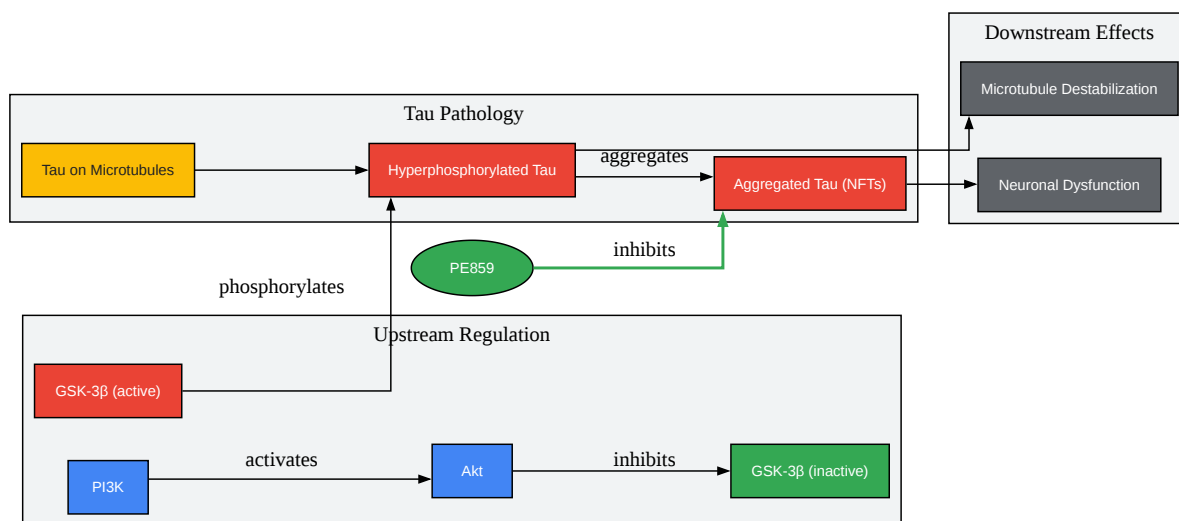 Downstream Effects
Microtubule Destabilization
Tau Pathology
Tau on Microtubules
Hyperphosphorylated Tau
aggregates
Aggregated Tau (NFTs)
Neuronal Dysfunction
PE859
inhibits
phosphorylates
Upstream Regulation
GSK-3β (active)
PI3K
activates
Akt
inhibits
GSK-3β (inactive)